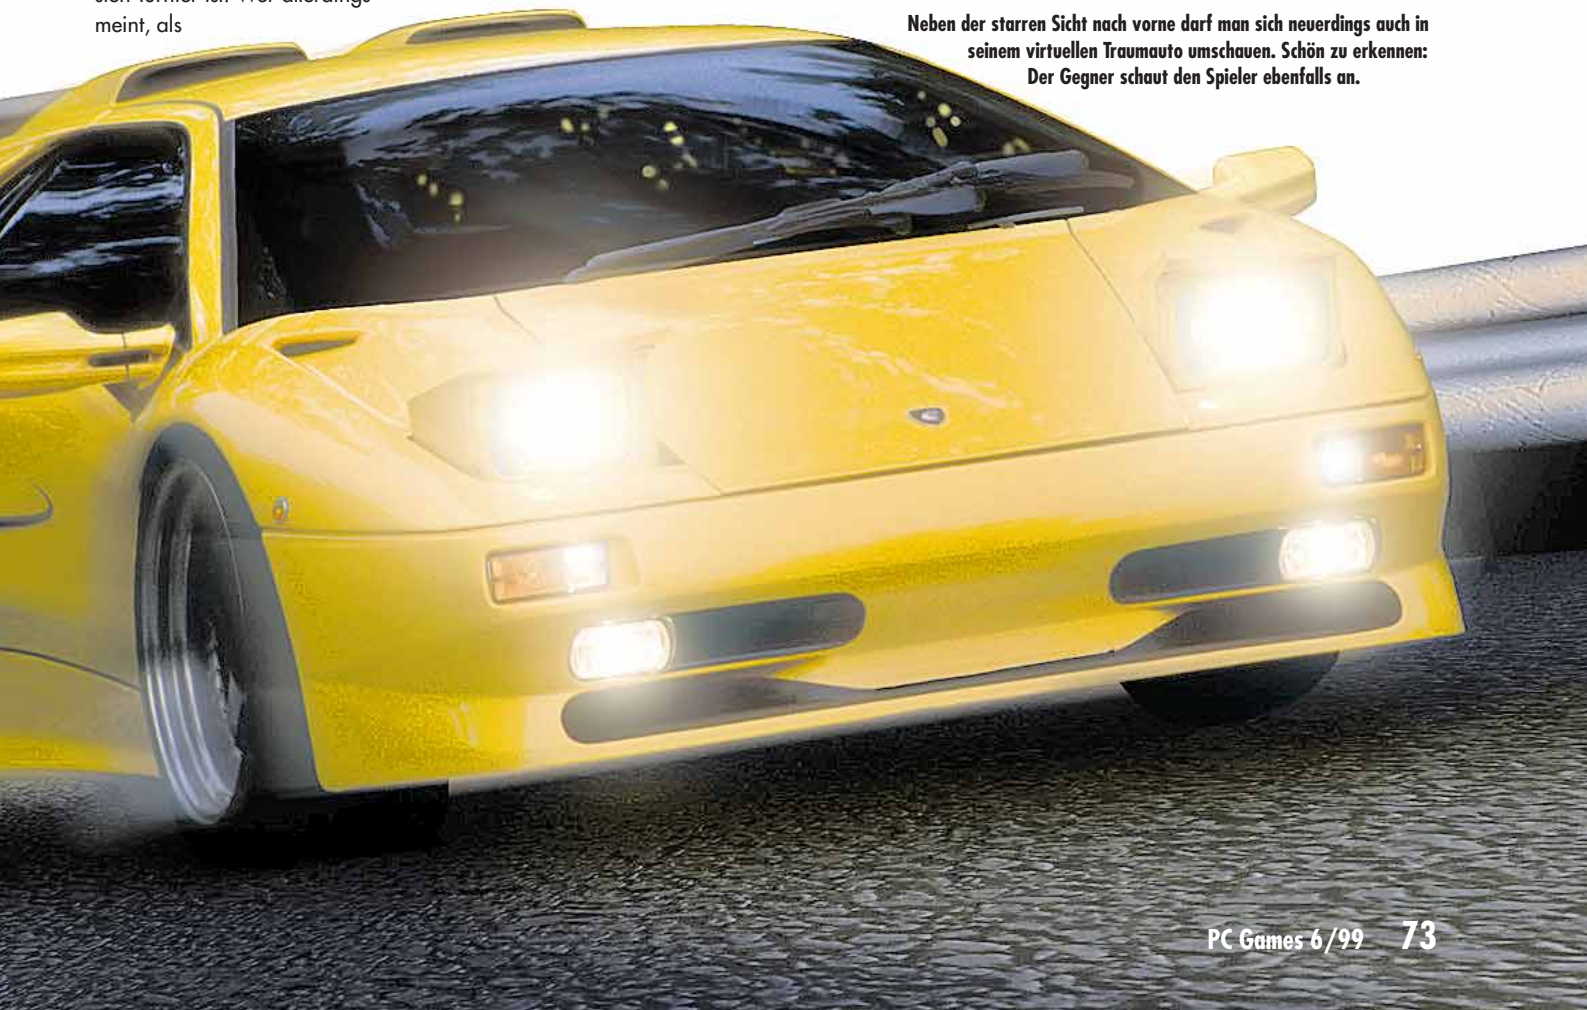 meint, als
Neben der starren Sicht nach vorne darf man sich neuerdings auch in
seinem virtuellen Traumauto umschauen. Schön zu erkennen:
Der Gegner schaut den Spieler ebenfalls an.
PC Games 6/99 73